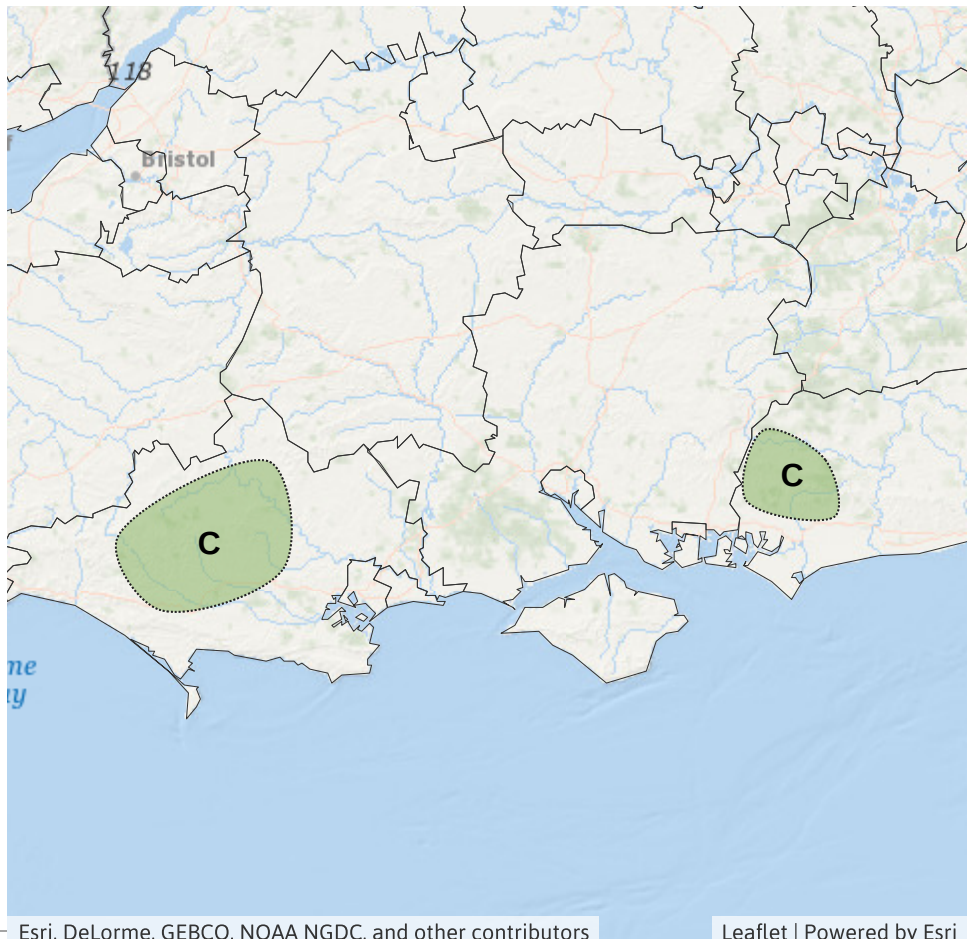 118
Bristol
C
C
me
ay
Esri, DeLorme, GEBCO, NOAA NGDC, and other contributors
Leaflet | Powered by Esri